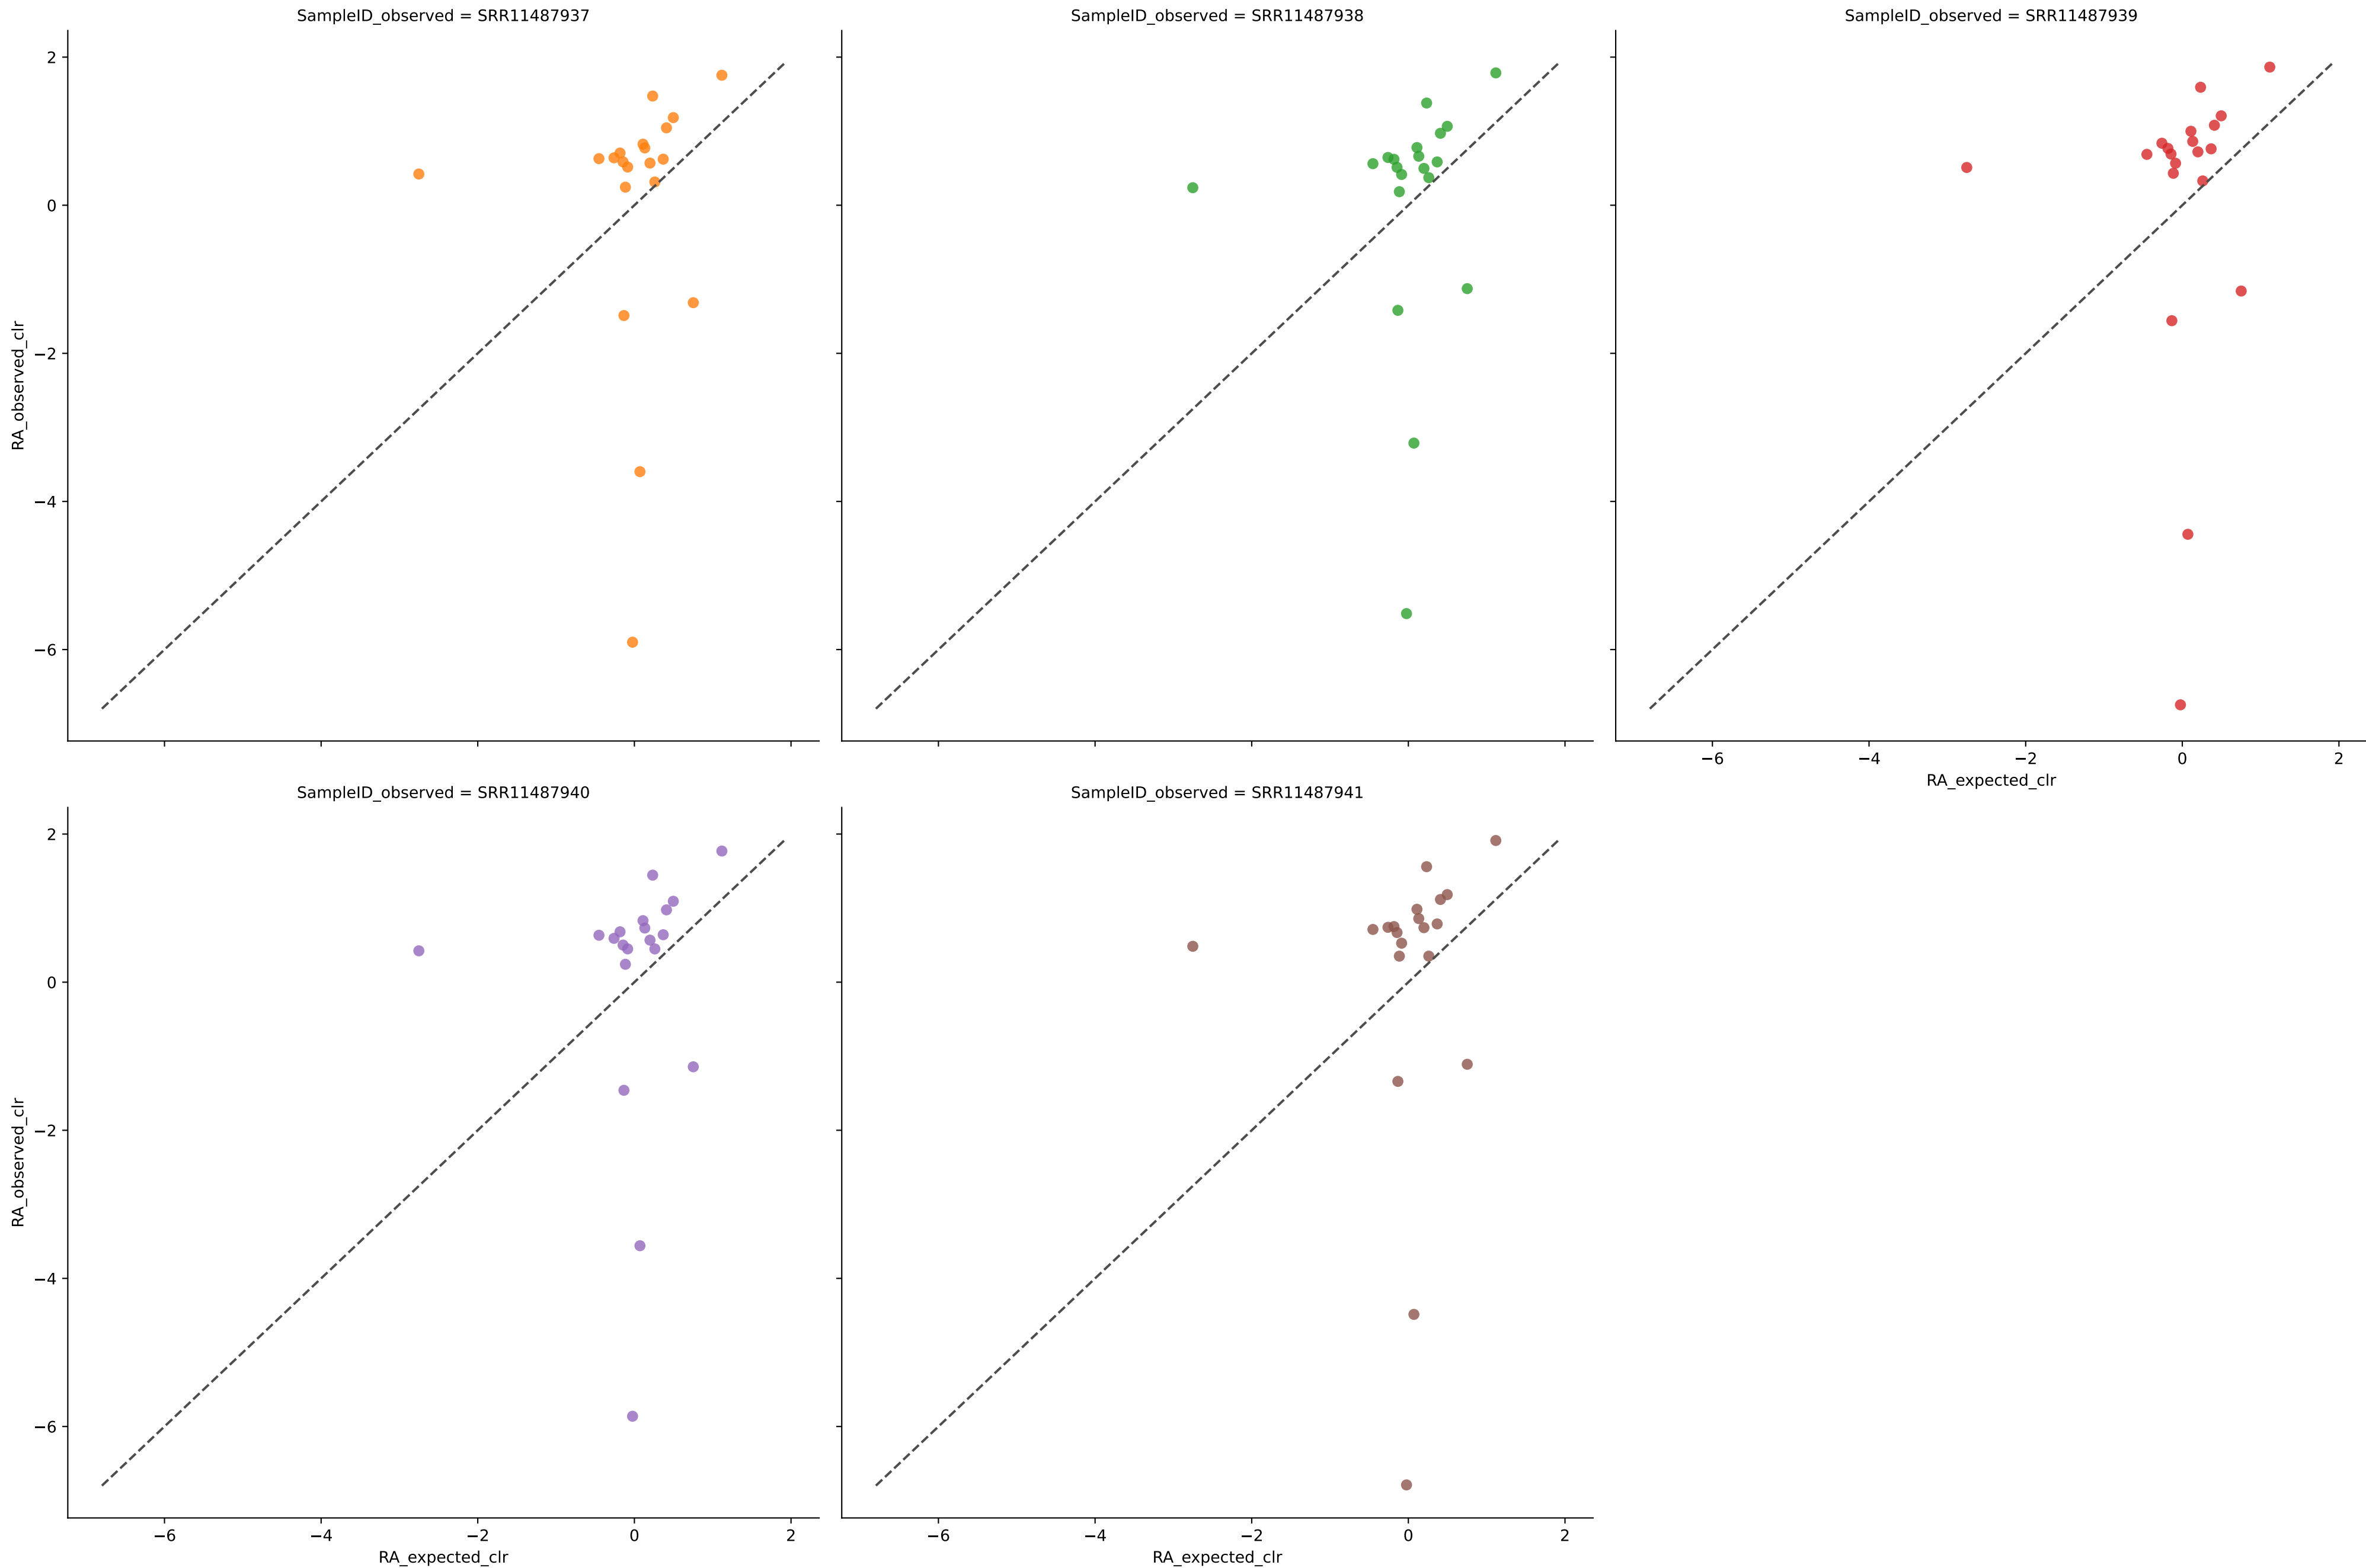 SampleID_observed = SRR11487937
SampleID_observed = SRR11487938
SampleID_observed = SRR11487939
2
0
−2
−4
−6
RA_observed_clr
−6 −4 −2 0 2
RA_expected_clr
SampleID_observed = SRR11487940
SampleID_observed = SRR11487941
2
0
−2
−4
−6
RA_observed_clr
−6 −4 −2 0 2
RA_expected_clr
−6 −4 −2 0 2
RA_expected_clr